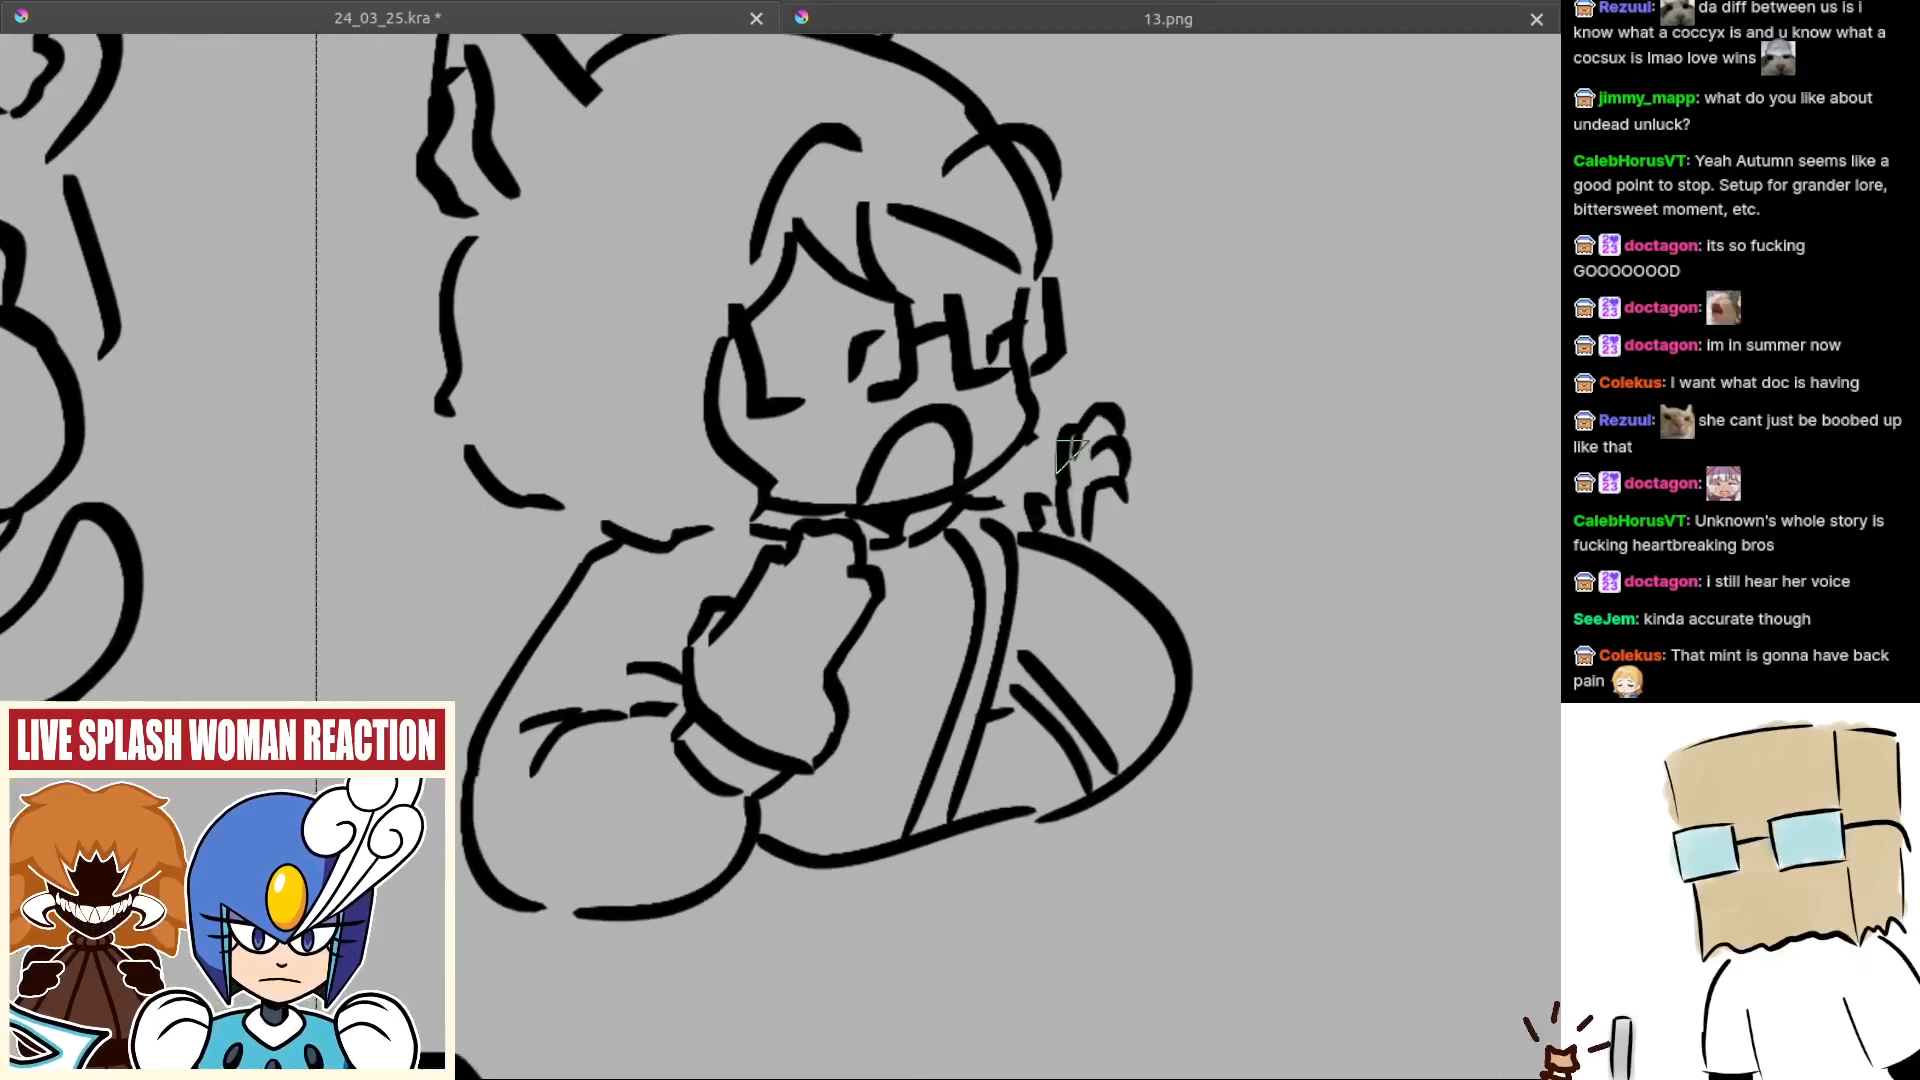 24_03_25.kra *
13.png
Rezuul: da diff between us is i
know what a coccyx is and u know what a
cocsux is lmao love wins
jimmy_mapp: what do you like about
undead unluck?
CalebHorusVT: Yeah Autumn seems like a
good point to stop. Setup for grander lore,
bittersweet moment, etc.
doctagon: its so fucking
GOOOOOOOD
doctagon:
doctagon: im in summer now
Colekus: I want what doc is having
Rezuul: she cant just be boobed up
like that
doctagon:
CalebHorusVT: Unknown's whole story is
fucking heartbreaking bros
doctagon: i still hear her voice
SeeJem: kinda accurate though
Colekus: That mint is gonna have back
pain
LIVE SPLASH WOMAN REACTION